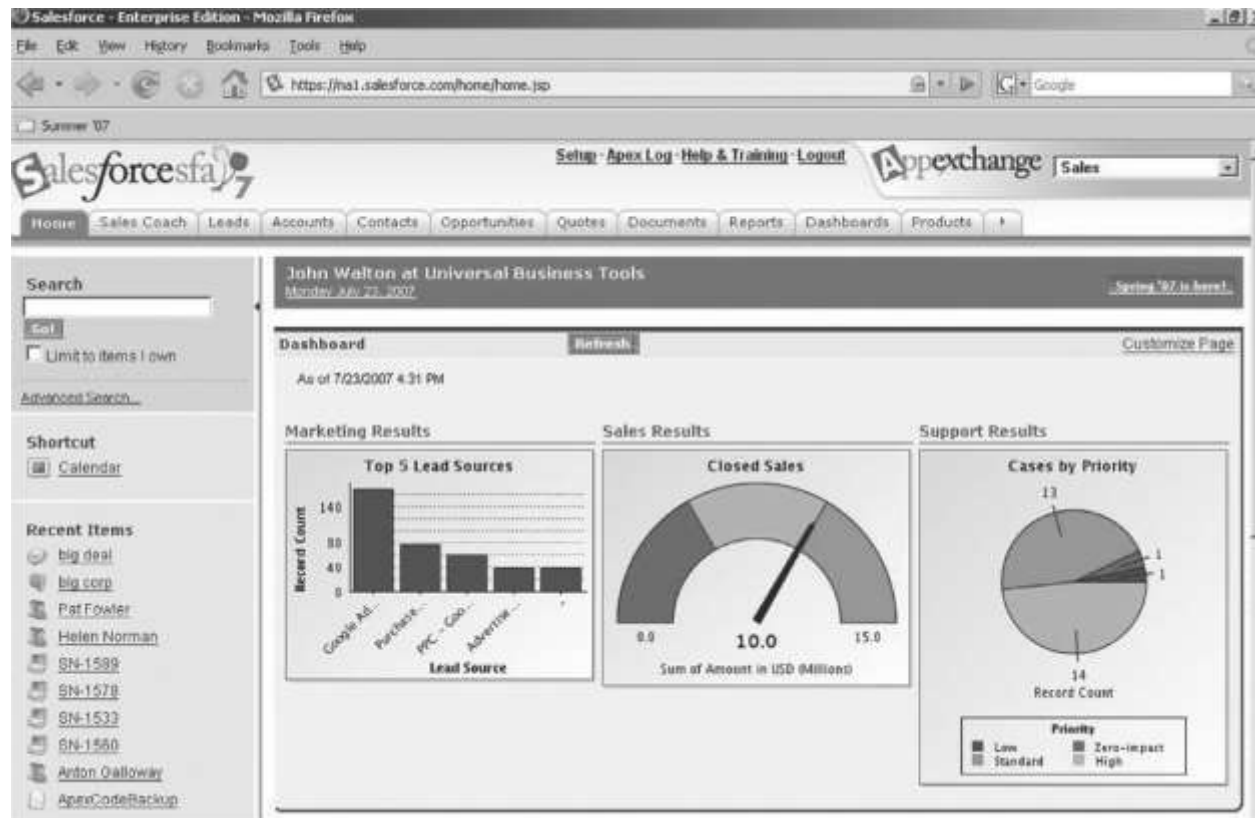 Salesforce - Enterprise Edition - Mozilla Firefox
File Edit View History Bookmarks Tools Help
https://na1.salesforce.com/home/home.jsp
Google
Summer '07
Salesforcesfa 7
Setup · Apex Log · Help & Training · Logout
Appexchange
Sales
Home Sales Coach Leads Accounts Contacts Opportunities Quotes Documents Reports Dashboards Products
Search
Go!
Limit to items I own
Advanced Search...
Shortcut
Calendar
Recent Items
big deal
big corp
Pat Fowler
Helen Norman
SN-1589
SN-1578
SN-1533
SN-1560
Anton Galloway
ApexCodeBackup
John Walton at Universal Business Tools
Monday July 23, 2007
Spring '07 is here!
Dashboard
Refresh
Customize Page
As of 7/23/2007 4:31 PM
Marketing Results
Top 5 Lead Sources
Record Count
140
80
40
0
Google Ad...
Purchase...
PPC - Goo...
Advertise...
-
Lead Source
Sales Results
Closed Sales
0.0
10.0
15.0
Sum of Amount in USD (Millions)
Support Results
Cases by Priority
13
1
1
14
Record Count
Priority
Low Zero-impact
Standard High